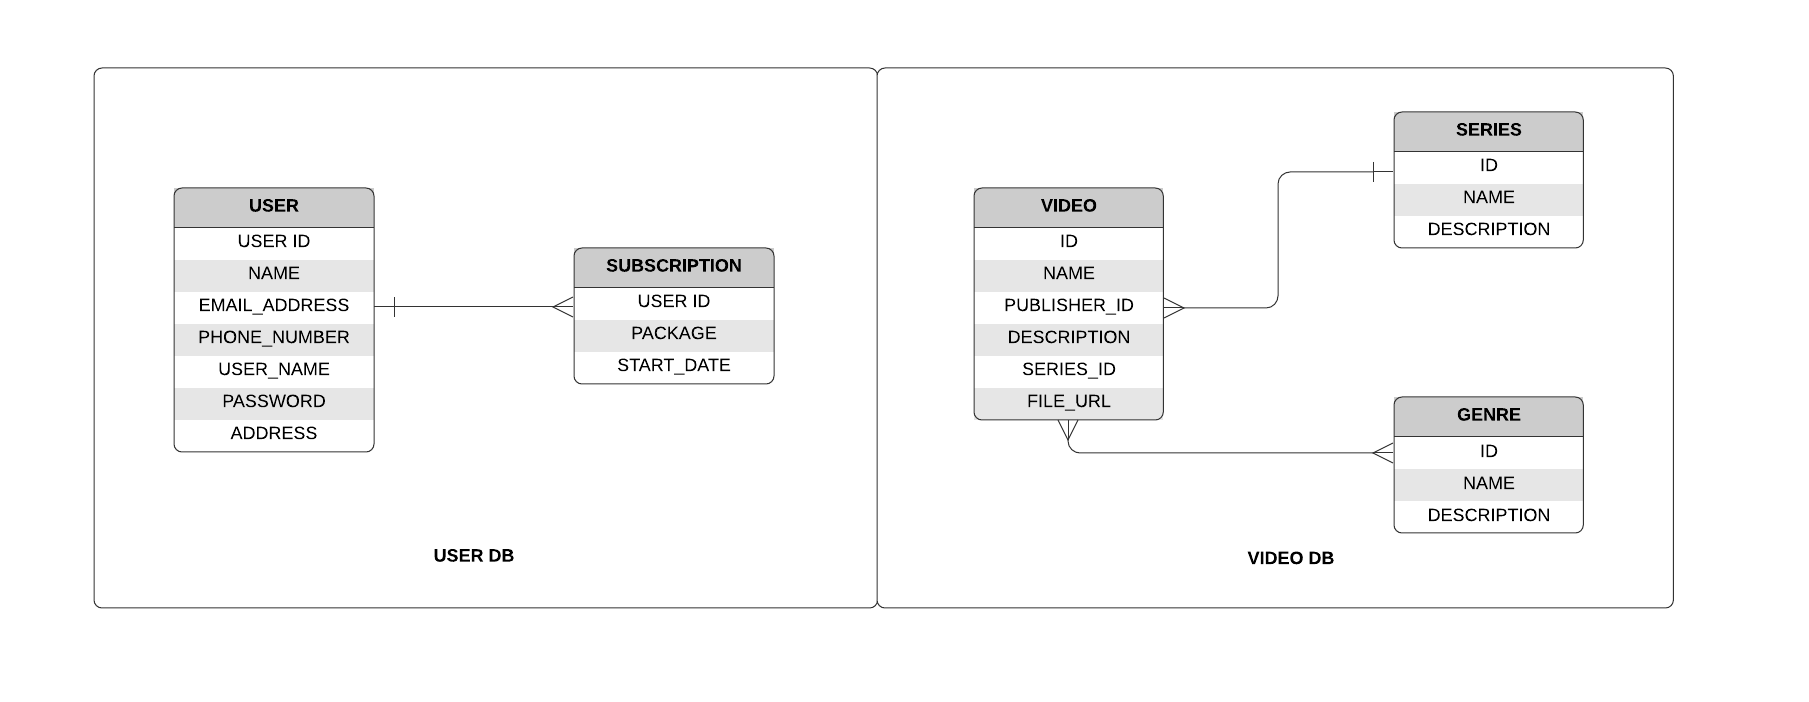 USER
USER ID
NAME
EMAIL_ADDRESS
PHONE_NUMBER
USER_NAME
PASSWORD
ADDRESS
SUBSCRIPTION
USER ID
PACKAGE
START_DATE
USER DB
VIDEO
ID
NAME
PUBLISHER_ID
DESCRIPTION
SERIES_ID
FILE_URL
SERIES
ID
NAME
DESCRIPTION
GENRE
ID
NAME
DESCRIPTION
VIDEO DB